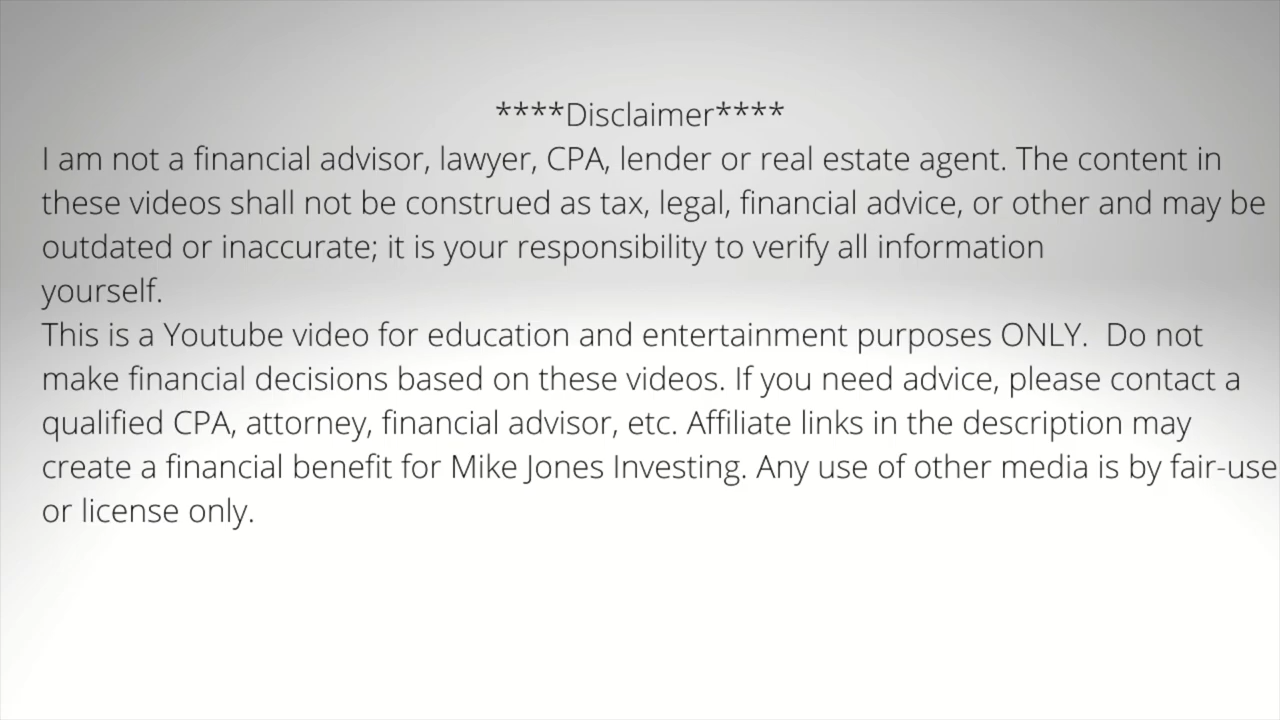 ****Disclaimer****
I am not a financial advisor, lawyer, CPA, lender or real estate agent. The content in
these videos shall not be construed as tax, legal, financial advice, or other and may be
outdated or inaccurate; it is your responsibility to verify all information
yourself.
This is a Youtube video for education and entertainment purposes ONLY.  Do not
make financial decisions based on these videos. If you need advice, please contact a
qualified CPA, attorney, financial advisor, etc. Affiliate links in the description may
create a financial benefit for Mike Jones Investing. Any use of other media is by fair-use
or license only.